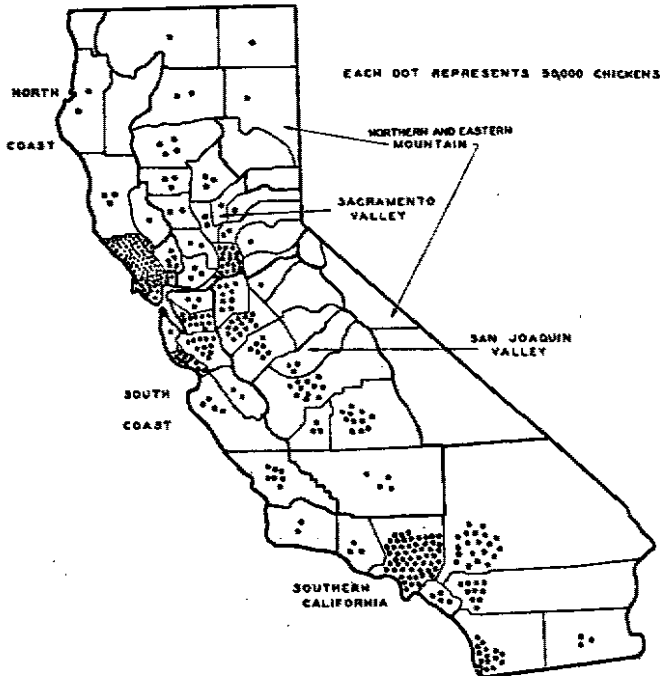 EACH DOT REPRESENTS 50,000 CHICKENS
NORTH
COAST
NORTHERN AND EASTERN
MOUNTAIN
SACRAMENTO
VALLEY
SAN JOAQUIN
VALLEY
SOUTH
COAST
SOUTHERN
CALIFORNIA